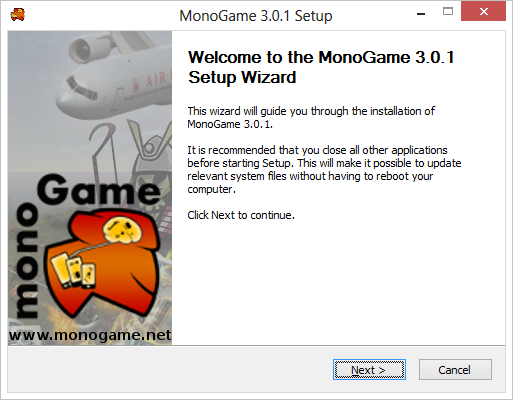 MonoGame 3.0.1 Setup
AIR
mono
Game
www.monogame.net
Welcome to the MonoGame 3.0.1
Setup Wizard
This wizard will guide you through the installation of
MonoGame 3.0.1.
It is recommended that you close all other applications
before starting Setup. This will make it possible to update
relevant system files without having to reboot your
computer.
Click Next to continue.
Next >
Cancel